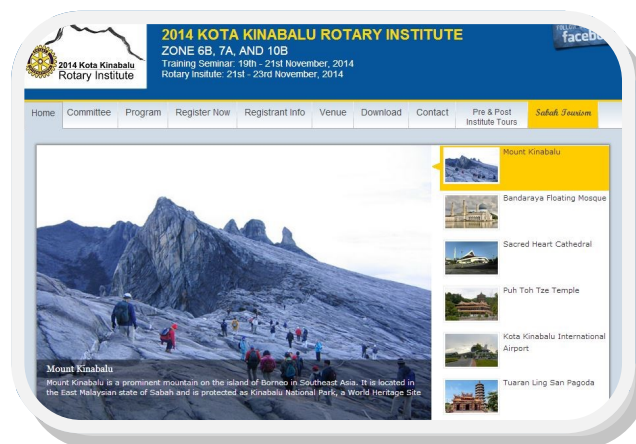 2014 Kota Kinabalu
Rotary Institute
2014 KOTA KINABALU ROTARY INSTITUTE
ZONE 6B, 7A, AND 10B
Training Seminar: 19th - 21st November, 2014
Rotary Insitute: 21st - 23rd November, 2014
Home
Committee
Program
Register Now
Registrant Info
Venue
Download
Contact
Pre & Post
Institute Tours
Sabah Tourism
Mount Kinabalu
Mount Kinabalu is a prominent mountain on the island of Borneo in Southeast Asia. It is located in
the East Malaysian state of Sabah and is protected as Kinabalu National Park, a World Heritage Site
Mount Kinabalu
Bandaraya Floating Mosque
Sacred Heart Cathedral
Puh Toh Tze Temple
Kota Kinabalu International
Airport
Tuaran Ling San Pagoda